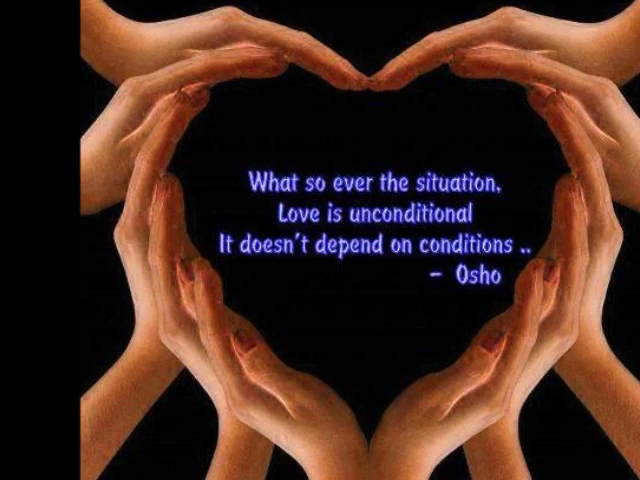 What so ever the situation,
Love is unconditional
It doesn't depend on conditions ..
- Osho